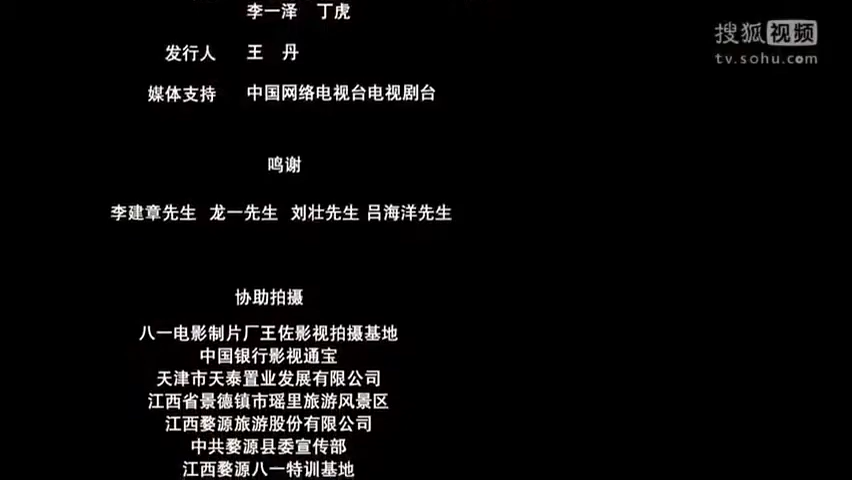 李一泽 丁虎
搜狐视频
tv.sohu.com
发行人 王 丹
媒体支持 中国网络电视台电视剧台
鸣谢
李建章先生 龙一先生 刘壮先生 吕海洋先生
协助拍摄
八一电影制片厂王佐影视拍摄基地
中国银行影视通宝
天津市天泰置业发展有限公司
江西省景德镇市瑶里旅游风景区
江西婺源旅游股份有限公司
中共婺源县委宣传部
江西婺源八一特训基地